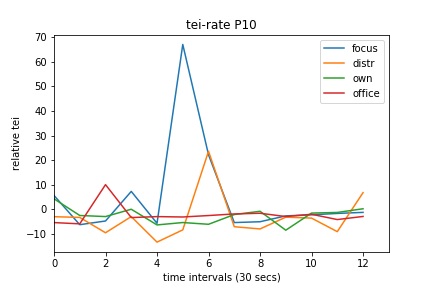 tei-rate P10
70
60
50
40
30
20
10
0
−10
relative tei
focus
distr
own
office
0 2 4 6 8 10 12
time intervals (30 secs)